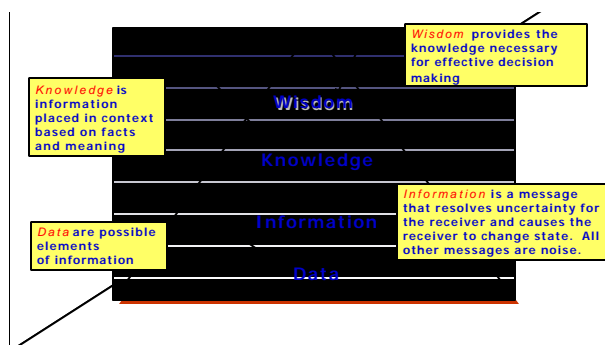 Wisdom provides the
knowledge necessary
for effective decision
making
Knowledge is
information
placed in context
based on facts
and meaning
Wisdom
Knowledge
Information is a message
that resolves uncertainty for
the receiver and causes the
receiver to change state. All
other messages are noise.
Information
Data are possible
elements
of information
Data